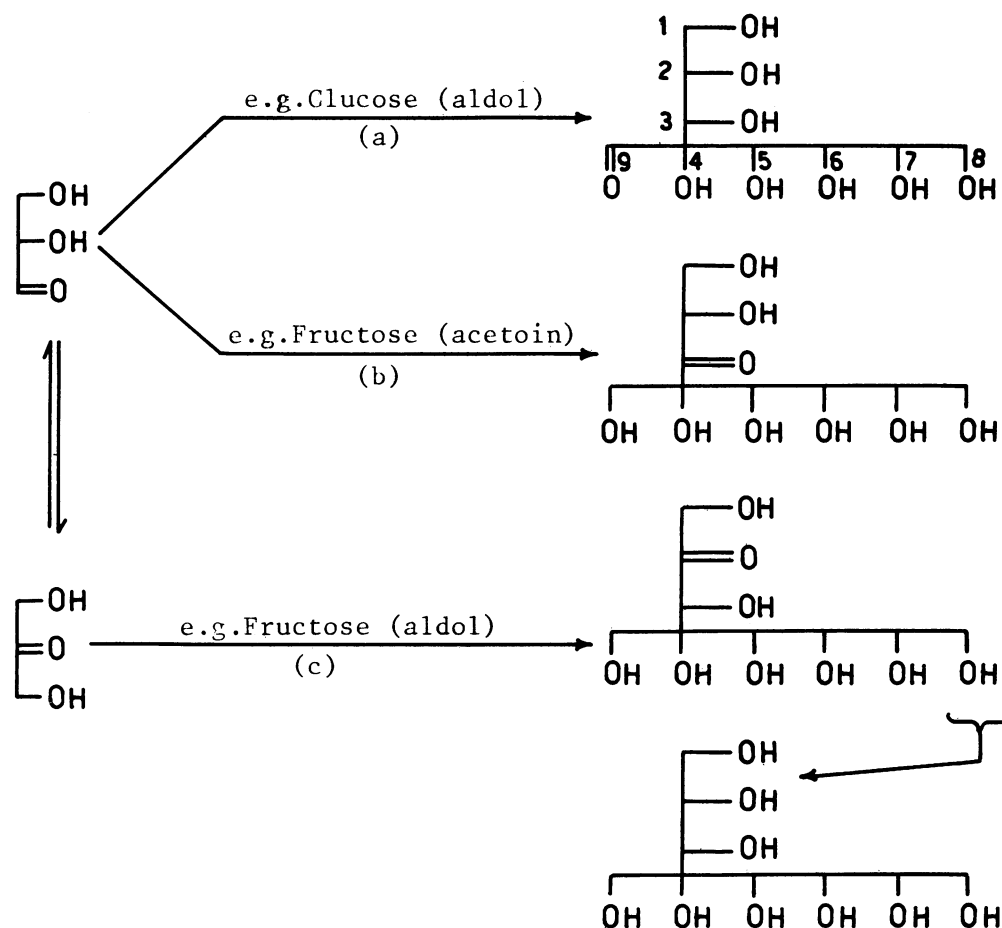 1 OH
2 OH
e.g.Clucose (aldol)
3 OH
(a)
9 4 5 6 7 8
O OH OH OH OH OH
OH
OH
O
OH
OH
e.g.Fructose (acetoin)
O
(b)
OH OH OH OH OH OH
OH
O
OH
OH
O
e.g.Fructose (aldol)
(c)
OH OH OH OH OH OH
OH
OH
OH
OH
OH OH OH OH OH OH